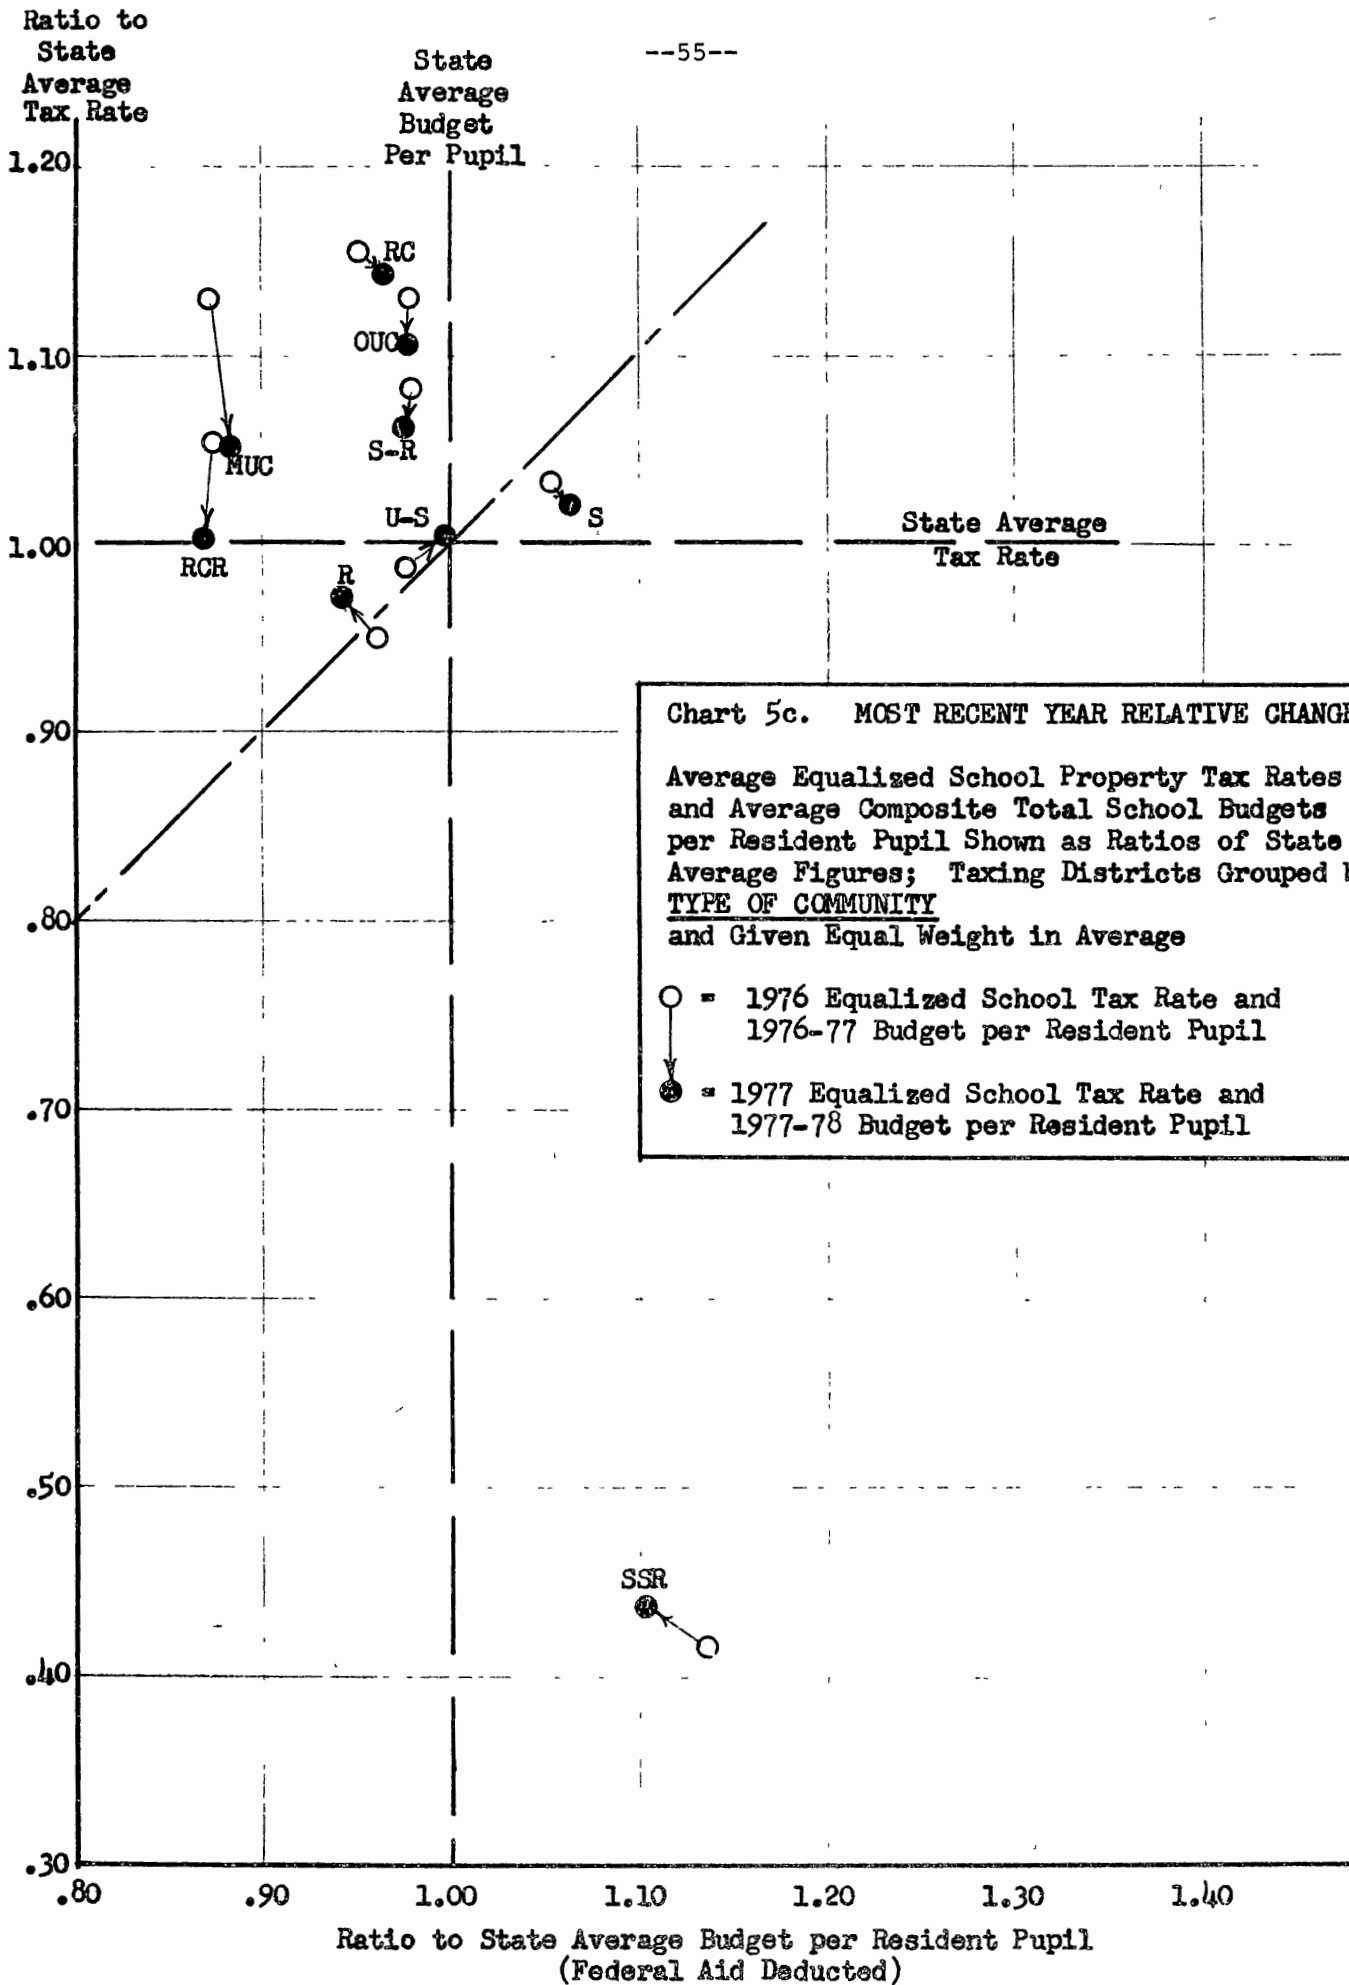 --55--
Ratio to
State
Average
Tax Rate
State
Average
Budget
Per Pupil
1.20
1.10
1.00
.90
.80
.70
.60
.50
.40
.30
RC
OUC
S-R
MUC
U-S
S
RCR
R
State Average
Tax Rate
Chart 5c. MOST RECENT YEAR RELATIVE CHANGE
Average Equalized School Property Tax Rates
and Average Composite Total School Budgets
per Resident Pupil Shown as Ratios of State
Average Figures; Taxing Districts Grouped
TYPE OF COMMUNITY
and Given Equal Weight in Average
= 1976 Equalized School Tax Rate and
1976-77 Budget per Resident Pupil
= 1977 Equalized School Tax Rate and
1977-78 Budget per Resident Pupil
SSR
.80 .90 1.00 1.10 1.20 1.30 1.40
Ratio to State Average Budget per Resident Pupil
(Federal Aid Deducted)